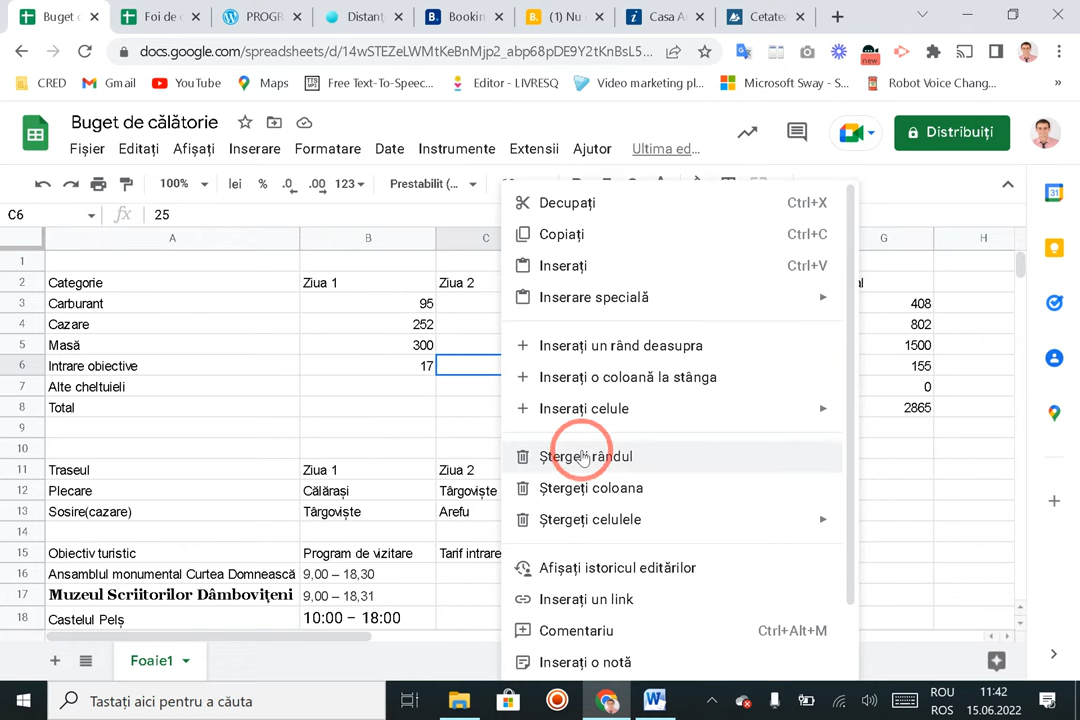 Buget d
Foi de c
PROGR
Distanț
Bookin
(1) Nu
Casa A
Cetate
docs.google.com/spreadsheets/d/14wSTEZeLWMtKeBnMjp2_abp68pDE9Y2tKnBsL5...
CRED
Gmail
YouTube
Maps
Free Text-To-Speec...
Editor - LIVRESQ
Video marketing pl...
Microsoft Sway - S...
Robot Voice Chang...
»
Buget de călătorie
Fișier Editați Afișați Inserare Formatare Date Instrumente Extensii Ajutor Ultima ed...
Distribuiți
100% lei % .0 .00 123 Prestabilit (...
C6 fx 25
A B C G H
1
2 Categorie Ziua 1 Ziua 2
3 Carburant 95 408
4 Cazare 252 802
5 Masă 300 1500
6 Intrare obiective 17 155
7 Alte cheltuieli 0
8 Total 2865
9
10
11 Traseul Ziua 1 Ziua 2
12 Plecare Călărași Târgoviște
13 Sosire(cazare) Târgoviște Arefu
14
15 Obiectiv turistic Program de vizitare Tarif intrare
16 Ansamblul monumental Curtea Domnească 9,00 – 18,30
17 Muzeul Scriitorilor Dâmbovițeni 9,00 – 18,31
18 Castelul Pelș 10:00 – 18:00
Decupați Ctrl+X
Copiați Ctrl+C
Inserați Ctrl+V
Inserare specială
Inserați un rând deasupra
Inserați o coloană la stânga
Inserați celule
Ștergeți rândul
Ștergeți coloana
Ștergeți celulele
Afișați istoricul editărilor
Inserați un link
Comentariu Ctrl+Alt+M
Inserați o notă
Foaie1
Tastați aici pentru a căuta
ROU
ROS
11:42
15.06.2022